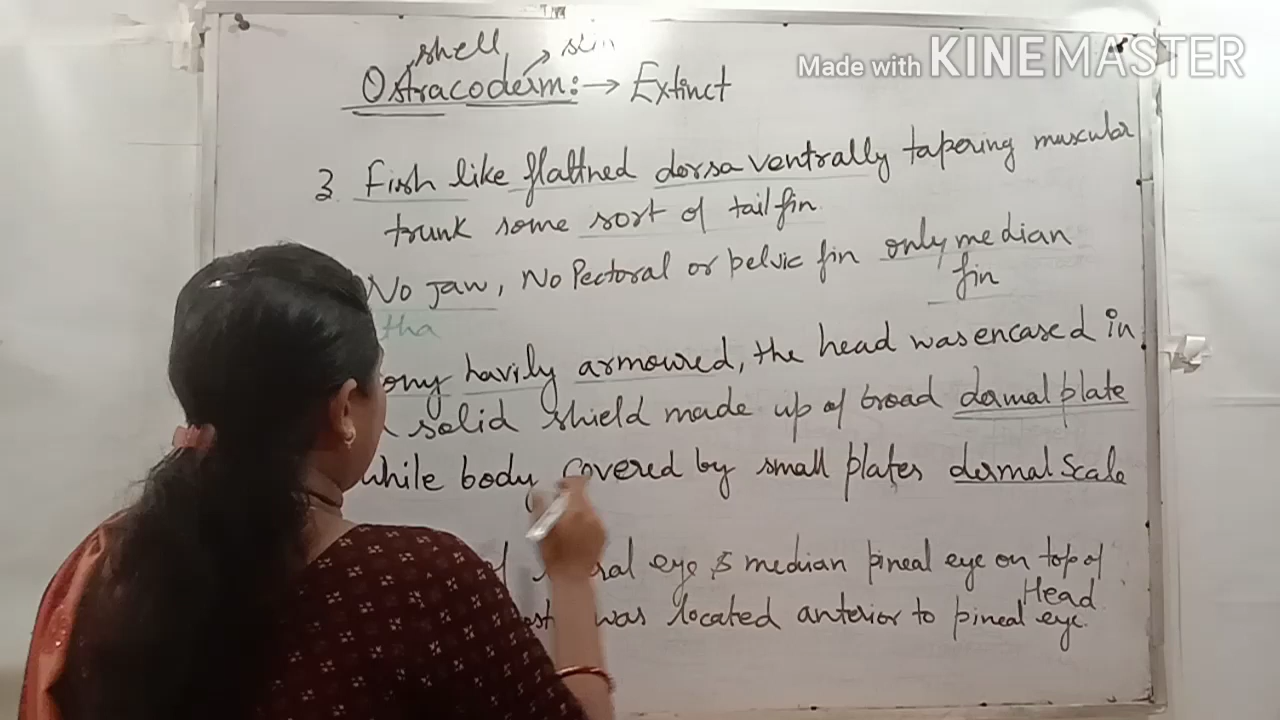 Made with KINEMASTER
shell skin
Ostracoderm:→ Extinct
3. Fish like flattned dorsaventrally tapering muscular
trunk some sort of tail fin.
No Jaw, No Pectoral or pelvic fin only median
fin
tha
havily armoured, the head was encased in
solid shield made up of broad dermal plate
while body covered by small plates dermal scale
eye & median pineal eye on top of
Head
was located anterior to pineal eye.